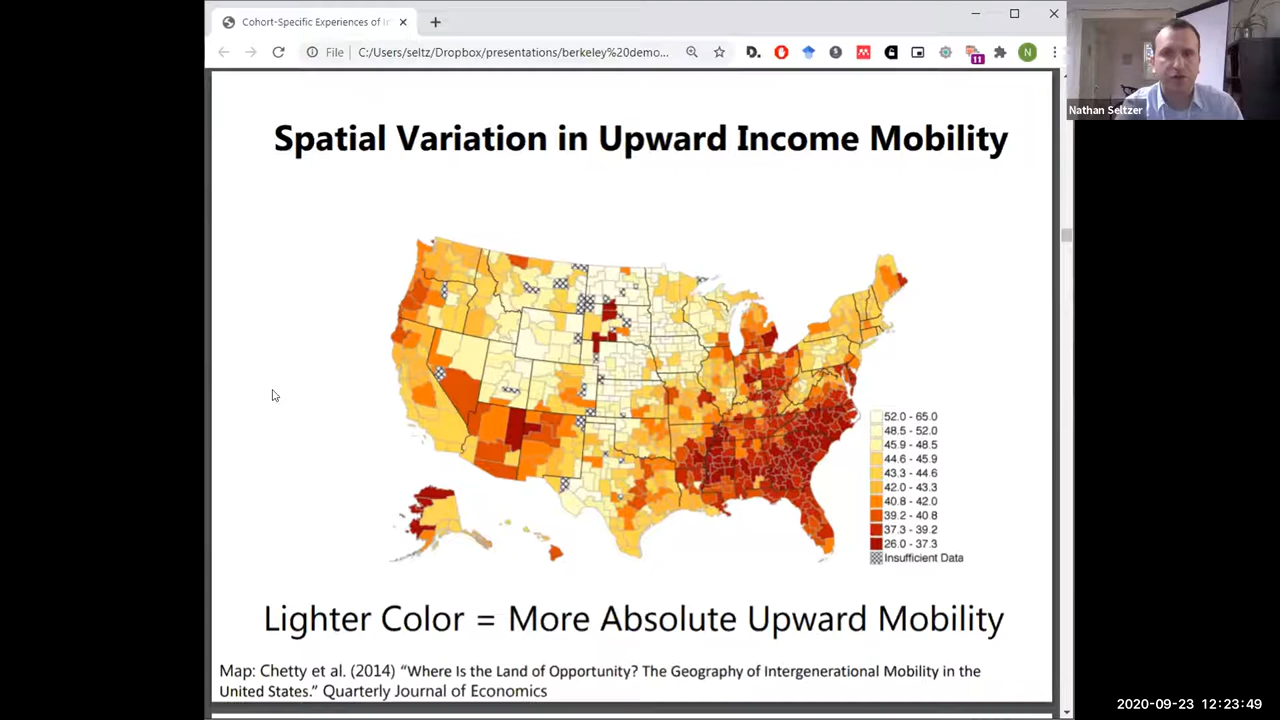 Cohort-Specific Experiences of In
File
C:/Users/seltz/Dropbox/presentations/berkeley%20demo...
D.
11
N
Nathan Seltzer
Spatial Variation in Upward Income Mobility
52.0 - 65.0
48.5 - 52.0
45.9 - 48.5
44.6 - 45.9
43.3 - 44.6
42.0 - 43.3
40.8 - 42.0
39.2 - 40.8
37.3 - 39.2
26.0 - 37.3
Insufficient Data
Lighter Color = More Absolute Upward Mobility
Map: Chetty et al. (2014) “Where Is the Land of Opportunity? The Geography of Intergenerational Mobility in the
United States.” Quarterly Journal of Economics
2020-09-23 12:23:49